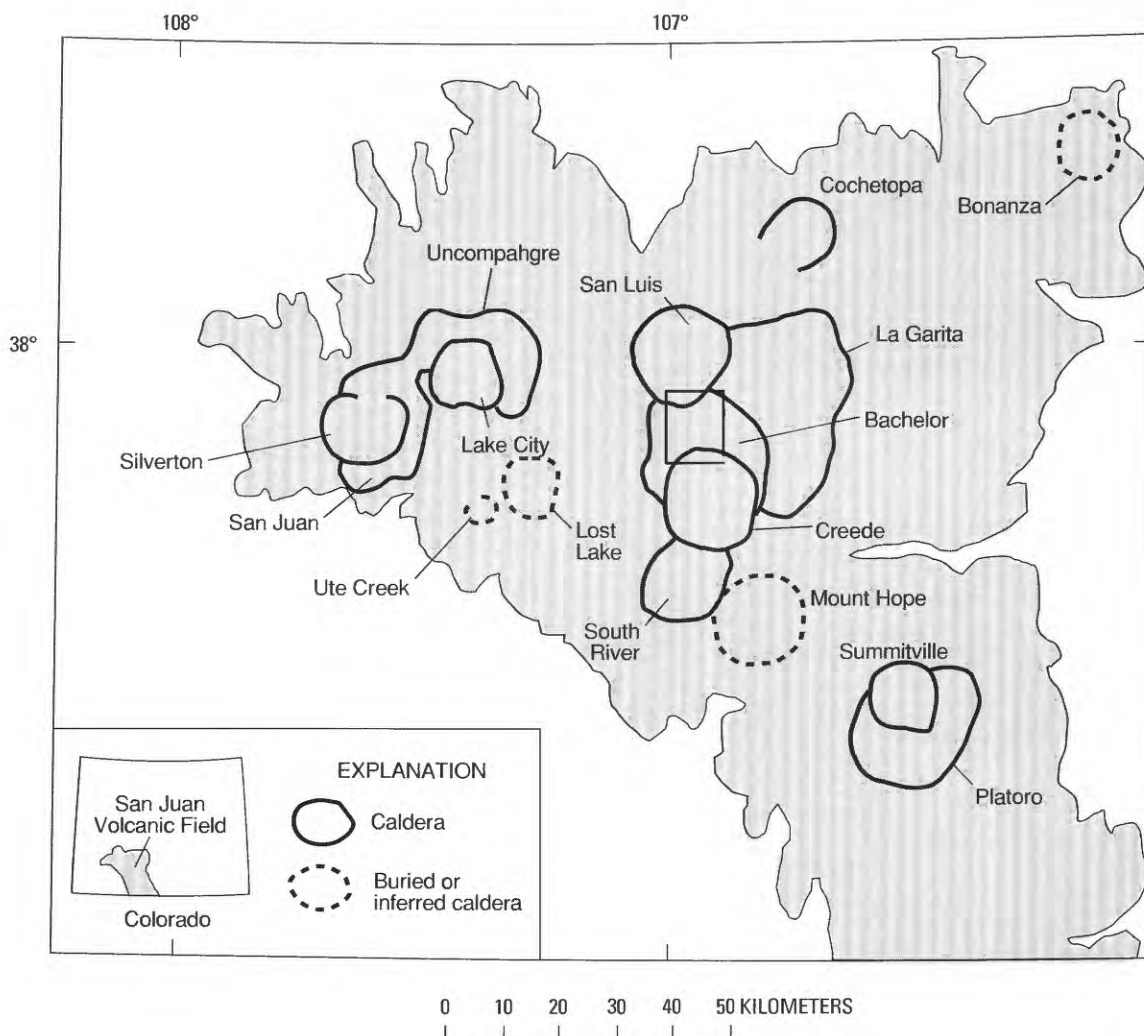 108°
107°
Cochetopa
Bonanza
Uncompahgre
San Luis
38°
La Garita
Bachelor
Silverton
Lake City
San Juan
Lost
Lake
Creede
Ute Creek
Mount Hope
South
River
Summitville
Platoro
EXPLANATION
San Juan
Volcanic Field
Caldera
Buried or
inferred caldera
Colorado
0 10 20 30 40 50 KILOMETERS